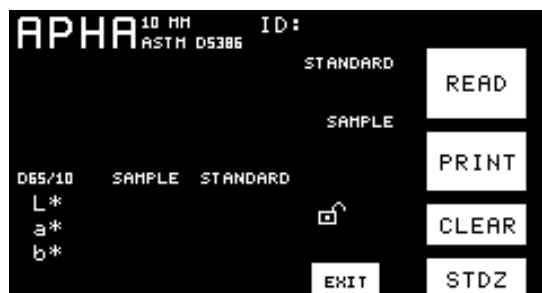 APHA 10 MM ID:
ASTM D5386
STANDARD
READ
SAMPLE
PRINT
D65/10 SAMPLE STANDARD
L*
a*
CLEAR
b*
EXIT
STDZ